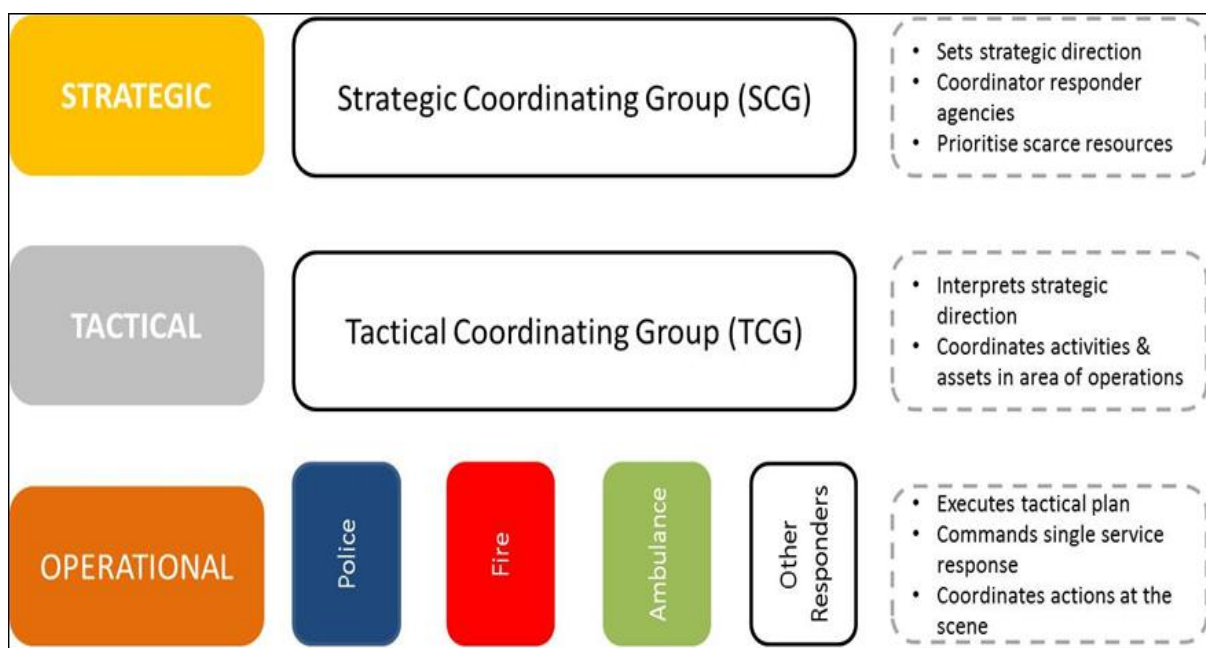 STRATEGIC
Strategic Coordinating Group (SCG)
• Sets strategic direction
• Coordinator responder
agencies
• Prioritise scarce resources
TACTICAL
Tactical Coordinating Group (TCG)
• Interprets strategic
direction
• Coordinates activities &
assets in area of operations
OPERATIONAL
Police
Fire
Ambulance
Other
Responders
• Executes tactical plan
• Commands single service
response
• Coordinates actions at the
scene